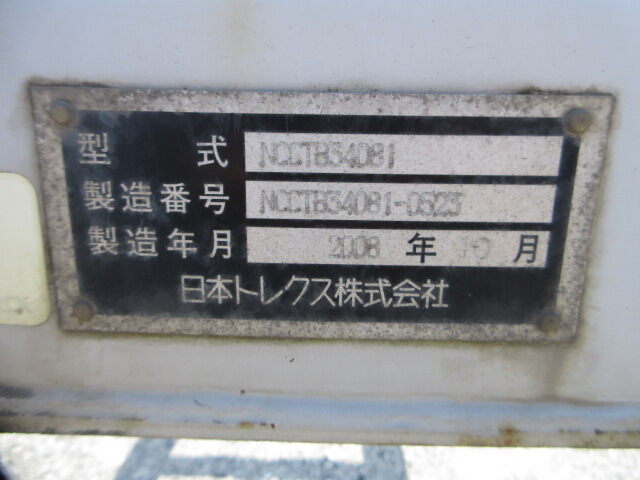 型 式 NCCTB34081
製造番号 NCCTB34081-0523
製造年月 2008 年 10 月
日本トレクス株式会社